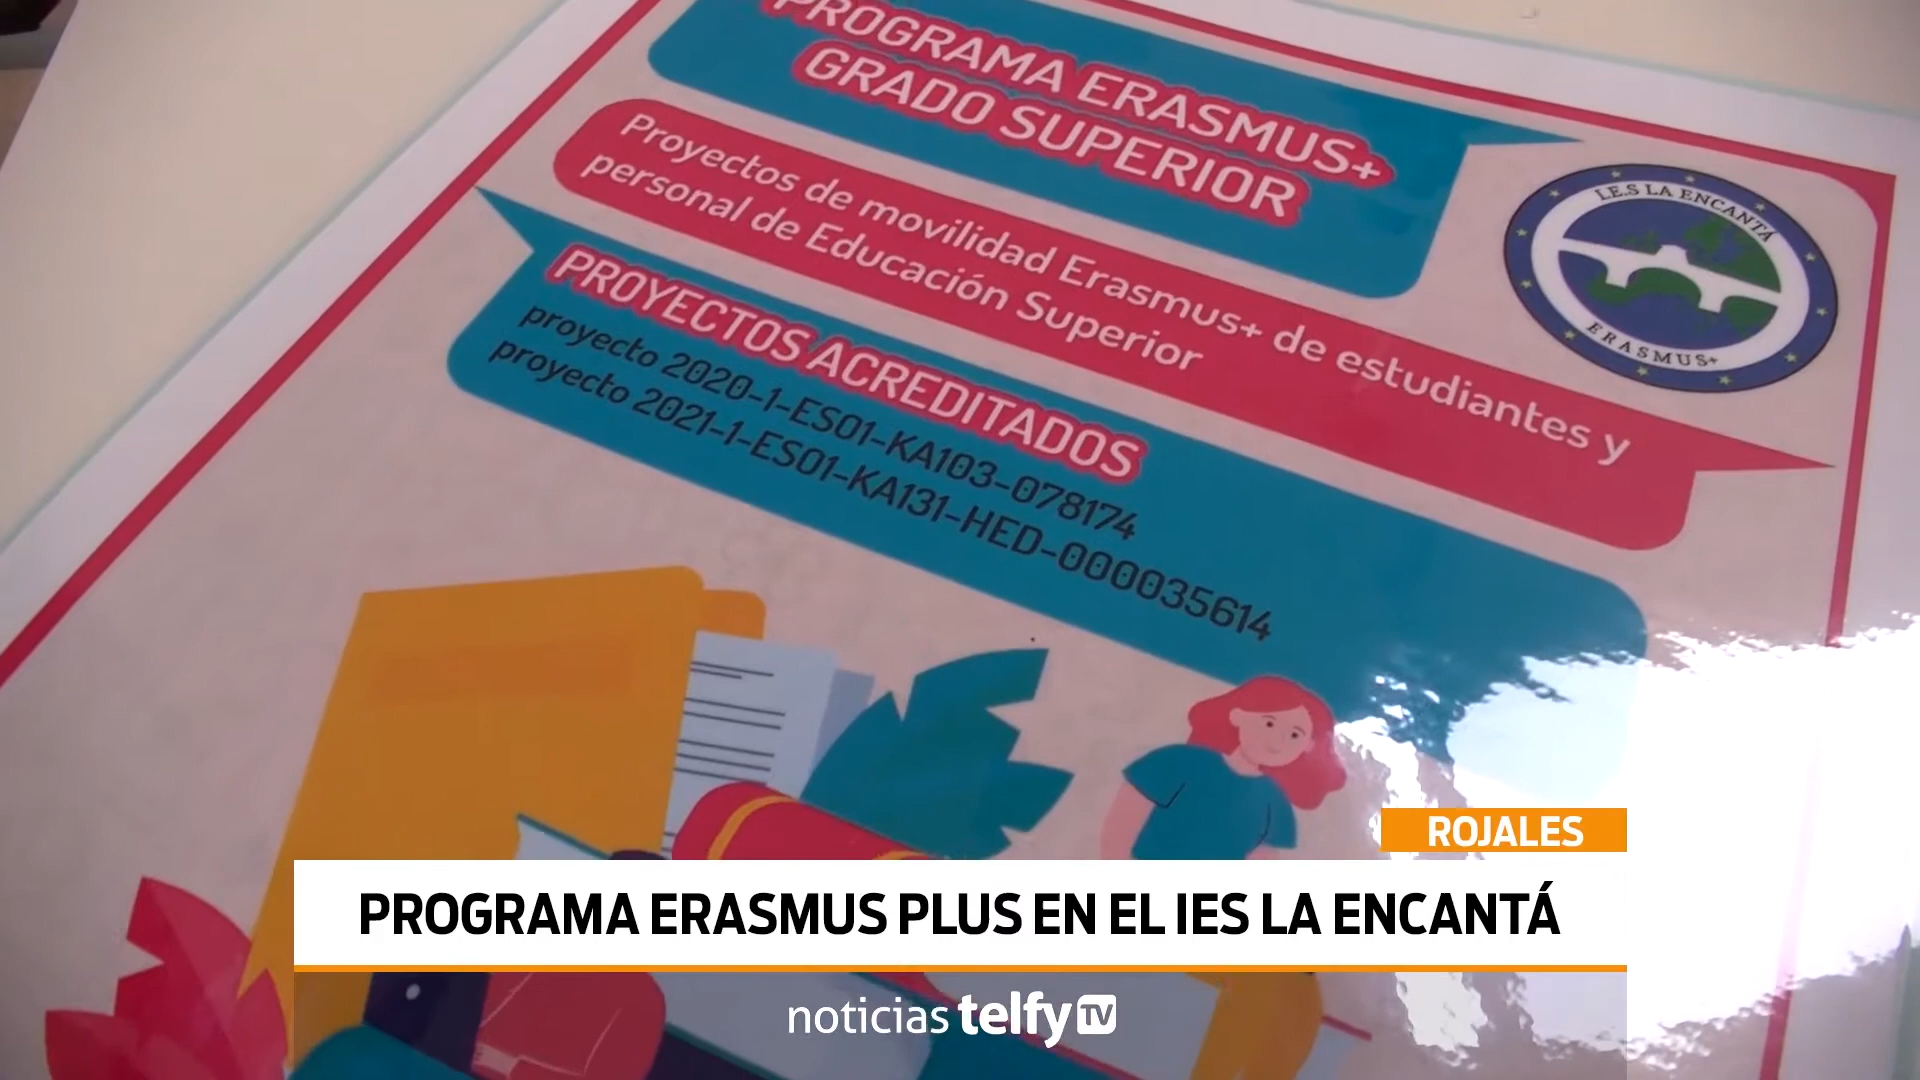 PROGRAMA ERASMUS+
GRADO SUPERIOR
Proyectos de movilidad Erasmus+ de estudiantes y
personal de Educación Superior
I.E.S LA ENCANTÁ
ERASMUS+
PROYECTOS ACREDITADOS
proyecto 2020-1-ES01-KA103-078174
proyecto 2021-1-ES01-KA131-HED-000035614
ROJALES
PROGRAMA ERASMUS PLUS EN EL IES LA ENCANTÁ
noticias telfy TV